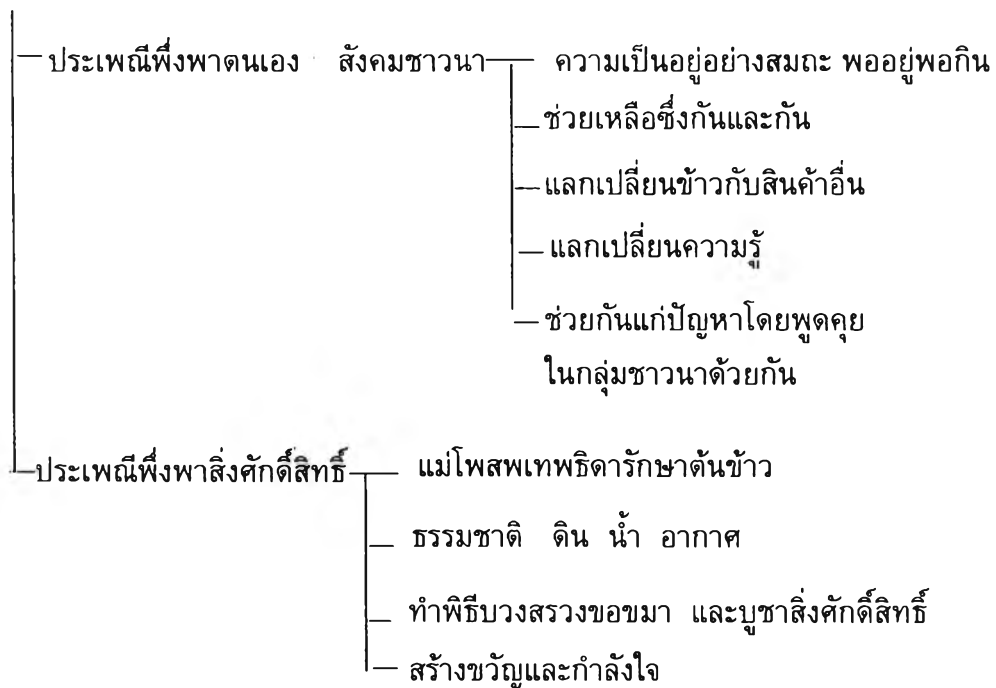 ประเพณีพึ่งพาตนเอง สังคมชาวนา ความเป็นอยู่อย่างสมถะ พออยู่พอกิน
ช่วยเหลือซึ่งกันและกัน
แลกเปลี่ยนข้าวกับสินค้าอื่น
แลกเปลี่ยนความรู้
ช่วยกันแก่ปัญหาโดยพูดคุย
ในกลุ่มชาวนาด้วยกัน
ประเพณีพึ่งพาสิ่งศักดิ์สิทธิ์ แม่โพสพเทพธิดารักษาต้นข้าว
ธรรมชาติ ดิน น้ำ อากาศ
ทำพิธีบวงสรวงขอขมา และบูชาสิ่งศักดิ์สิทธิ์
สร้างขวัญและกำลังใจ